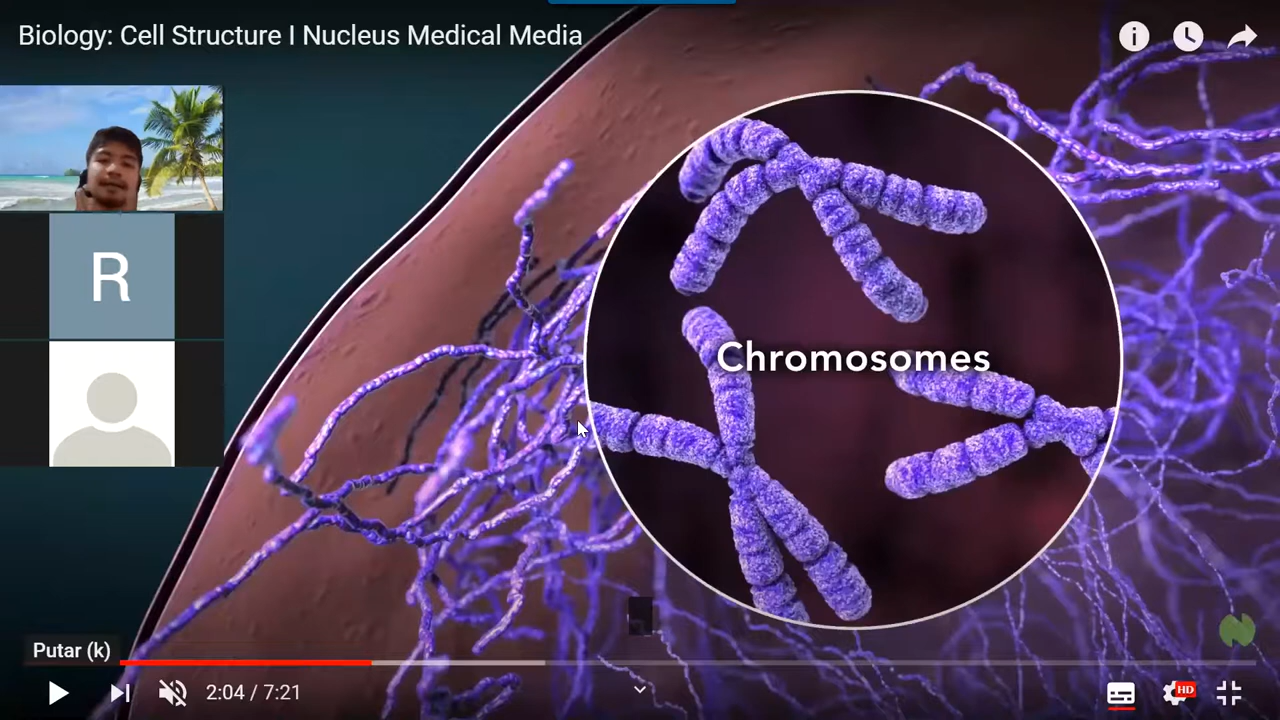 Biology: Cell Structure I Nucleus Medical Media
R
Chromosomes
Putar (k)
2:04 / 7:21
HD